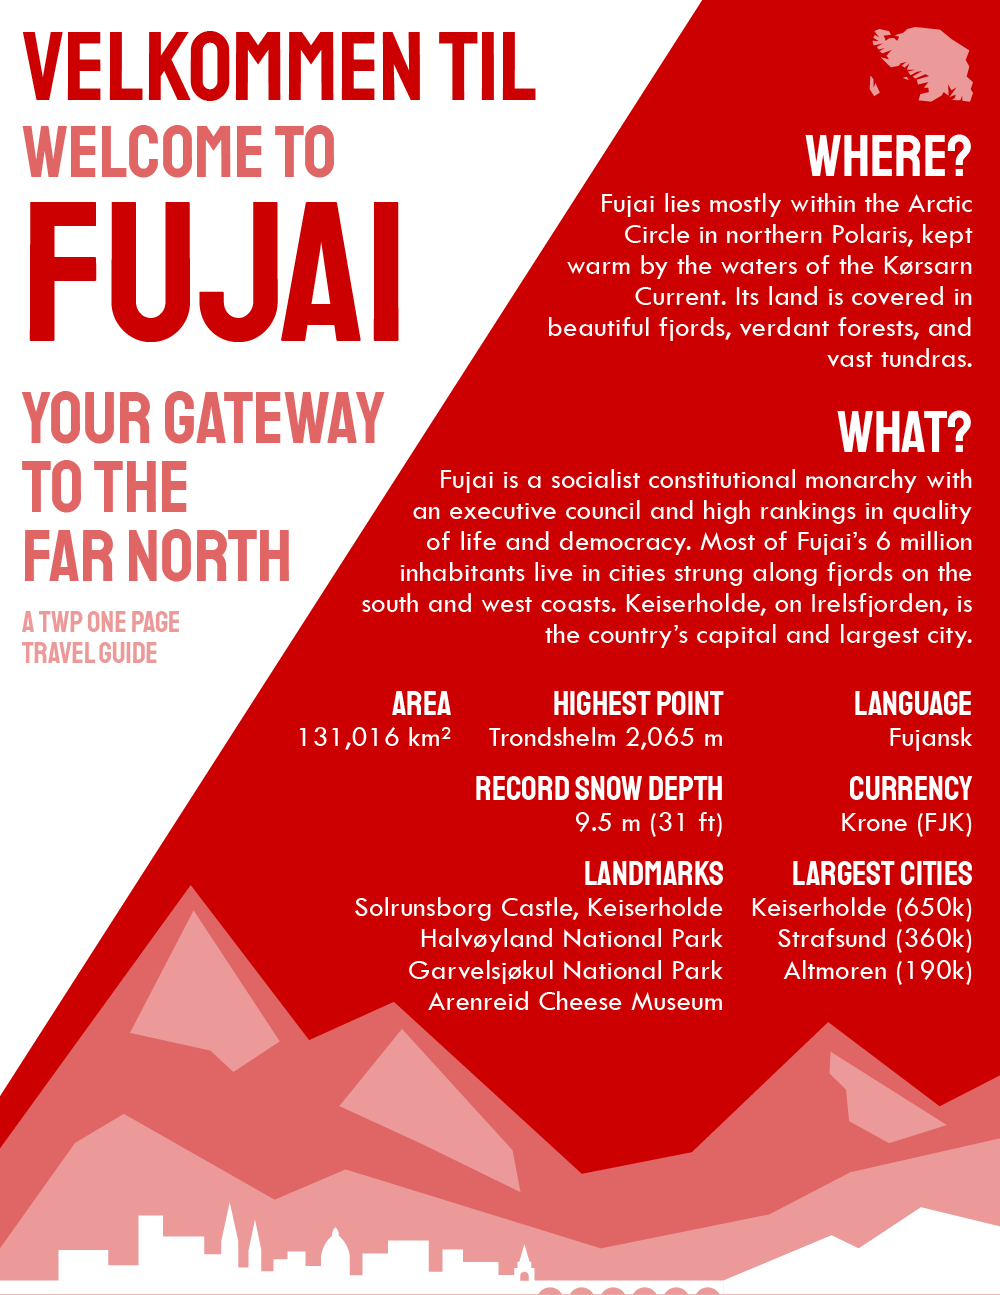 VELKOMMEN TIL
WELCOME TO
FUJAI
YOUR GATEWAY
TO THE
FAR NORTH
A TWP ONE PAGE
TRAVEL GUIDE
WHERE?
Fujai lies mostly within the Arctic
Circle in northern Polaris, kept
warm by the waters of the Kørsarn
Current. Its land is covered in
beautiful fjords, verdant forests, and
vast tundras.
WHAT?
Fujai is a socialist constitutional monarchy with
an executive council and high rankings in quality
of life and democracy. Most of Fujai’s 6 million
inhabitants live in cities strung along fjords on the
south and west coasts. Keiserholde, on Irelsfjorden, is
the country’s capital and largest city.
AREA
131,016 km²
HIGHEST POINT
Trondshelm 2,065 m
LANGUAGE
Fujansk
RECORD SNOW DEPTH
9.5 m (31 ft)
CURRENCY
Krone (FJK)
LANDMARKS
Solrunsborg Castle, Keiserholde
Halvøyland National Park
Garvelsjøkul National Park
Arenreid Cheese Museum
LARGEST CITIES
Keiserholde (650k)
Strafsund (360k)
Altmoren (190k)